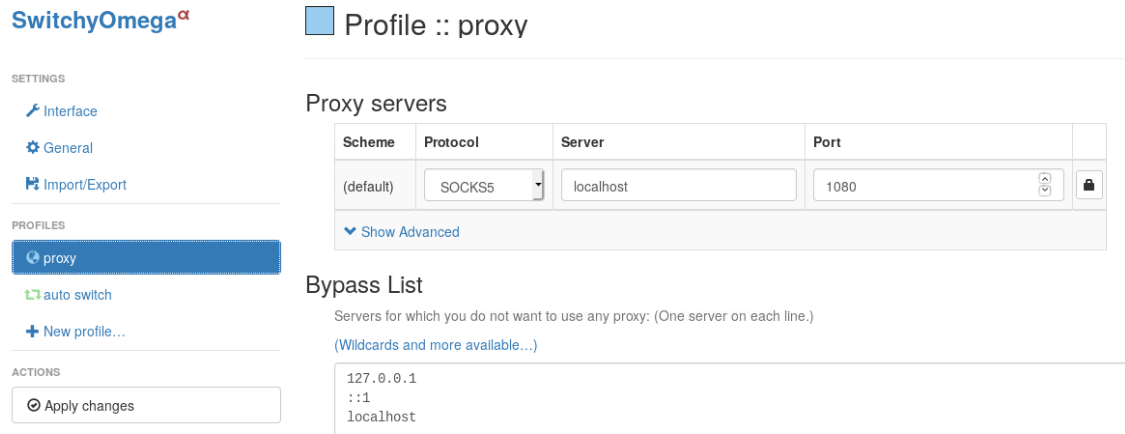 SwitchyOmegaα
SETTINGS
Interface
General
Import/Export
PROFILES
proxy
auto switch
New profile…
ACTIONS
Apply changes
Profile :: proxy
Proxy servers
Scheme Protocol Server Port
(default) SOCKS5 localhost 1080
Show Advanced
Bypass List
Servers for which you do not want to use any proxy: (One server on each line.)
(Wildcards and more available…)
127.0.0.1
::1
localhost